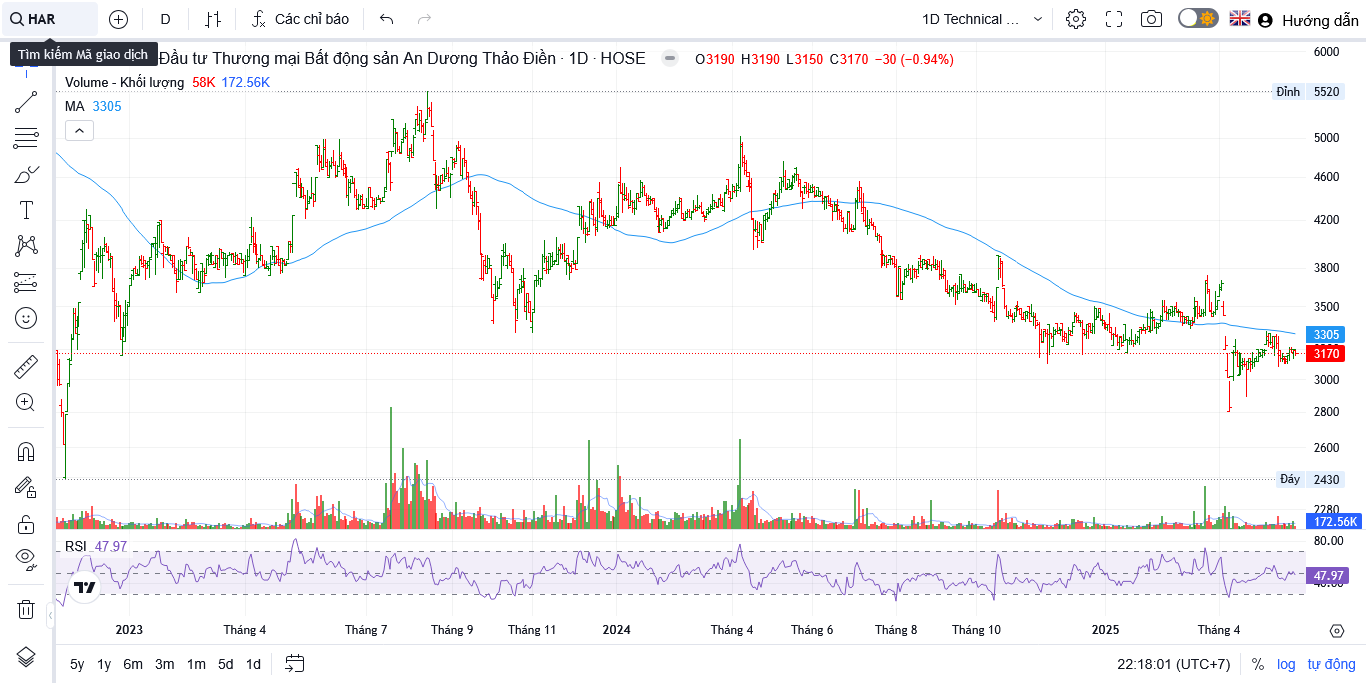 HAR
D
Các chỉ báo
1D Technical ...
Hướng dẫn
Tìm kiếm Mã giao dịch
Đầu tư Thương mại Bất động sản An Dương Thảo Điền · 1D · HOSE
O3190 H3190 L3150 C3170 −30 (−0.94%)
Volume - Khối lượng 58K 172.56K
MA 3305
6000
Đỉnh 5520
5000
4600
4200
3800
3500
3305
3170
3000
2800
2600
Đáy 2430
2280
172.56K
RSI 47.97
80.00
47.97
40.00
2023
Tháng 4
Tháng 7
Tháng 9
Tháng 11
2024
Tháng 4
Tháng 6
Tháng 8
Tháng 10
2025
Tháng 4
5y 1y 6m 3m 1m 5d 1d
22:18:01 (UTC+7)
% log tự động